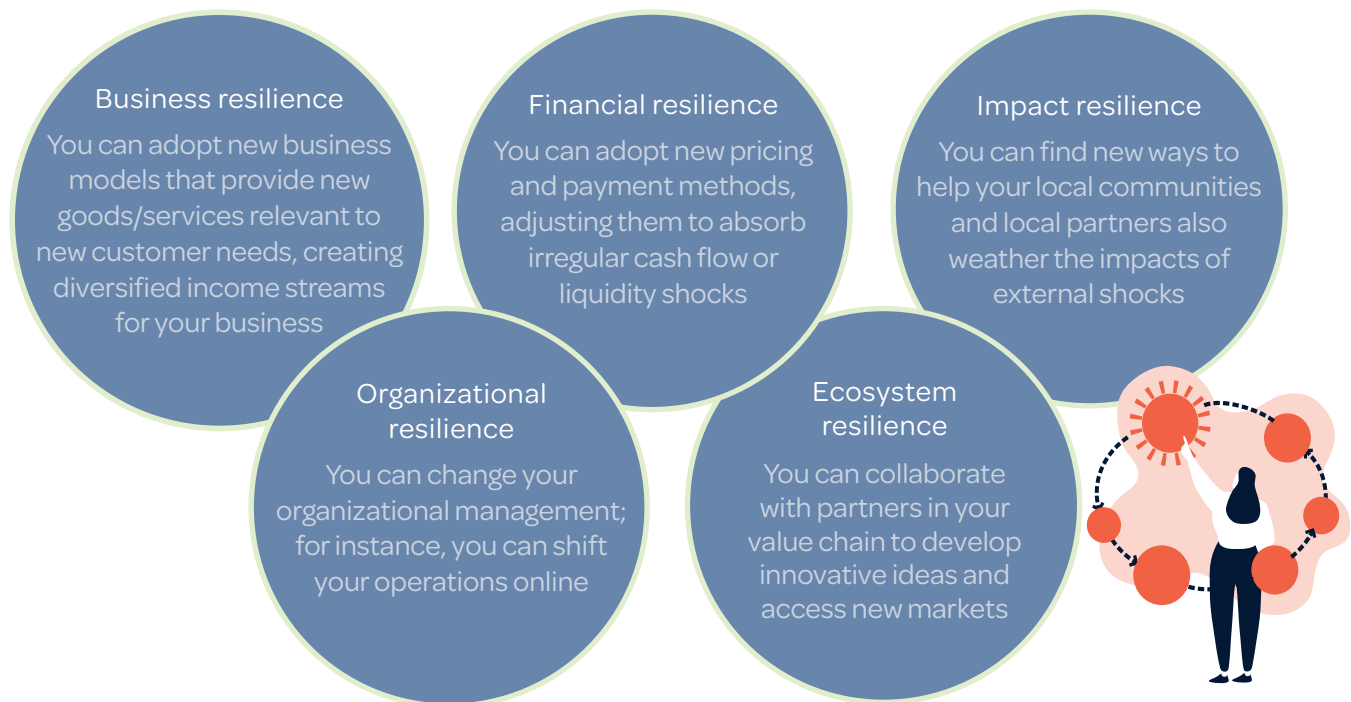 Business resilience
You can adopt new business
models that provide new
goods/services relevant to
new customer needs, creating
diversified income streams
for your business
Financial resilience
You can adopt new pricing
and payment methods,
adjusting them to absorb
irregular cash flow or
liquidity shocks
Impact resilience
You can find new ways to
help your local communities
and local partners also
weather the impacts of
external shocks
Organizational
resilience
You can change your
organizational management;
for instance, you can shift
your operations online
Ecosystem
resilience
You can collaborate
with partners in your
value chain to develop
innovative ideas and
access new markets